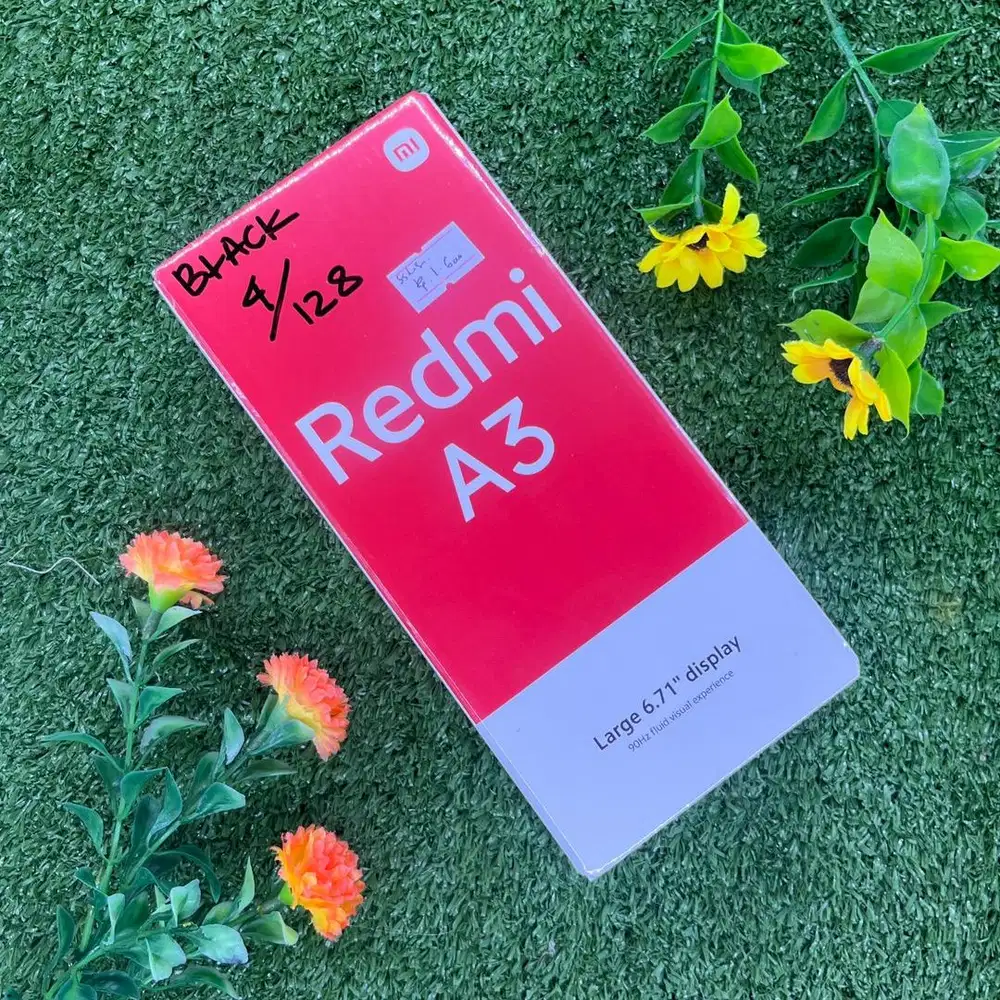 mi
BLACK
4/128
Redmi
A3
Large 6.71" display
90Hz fluid visual experience